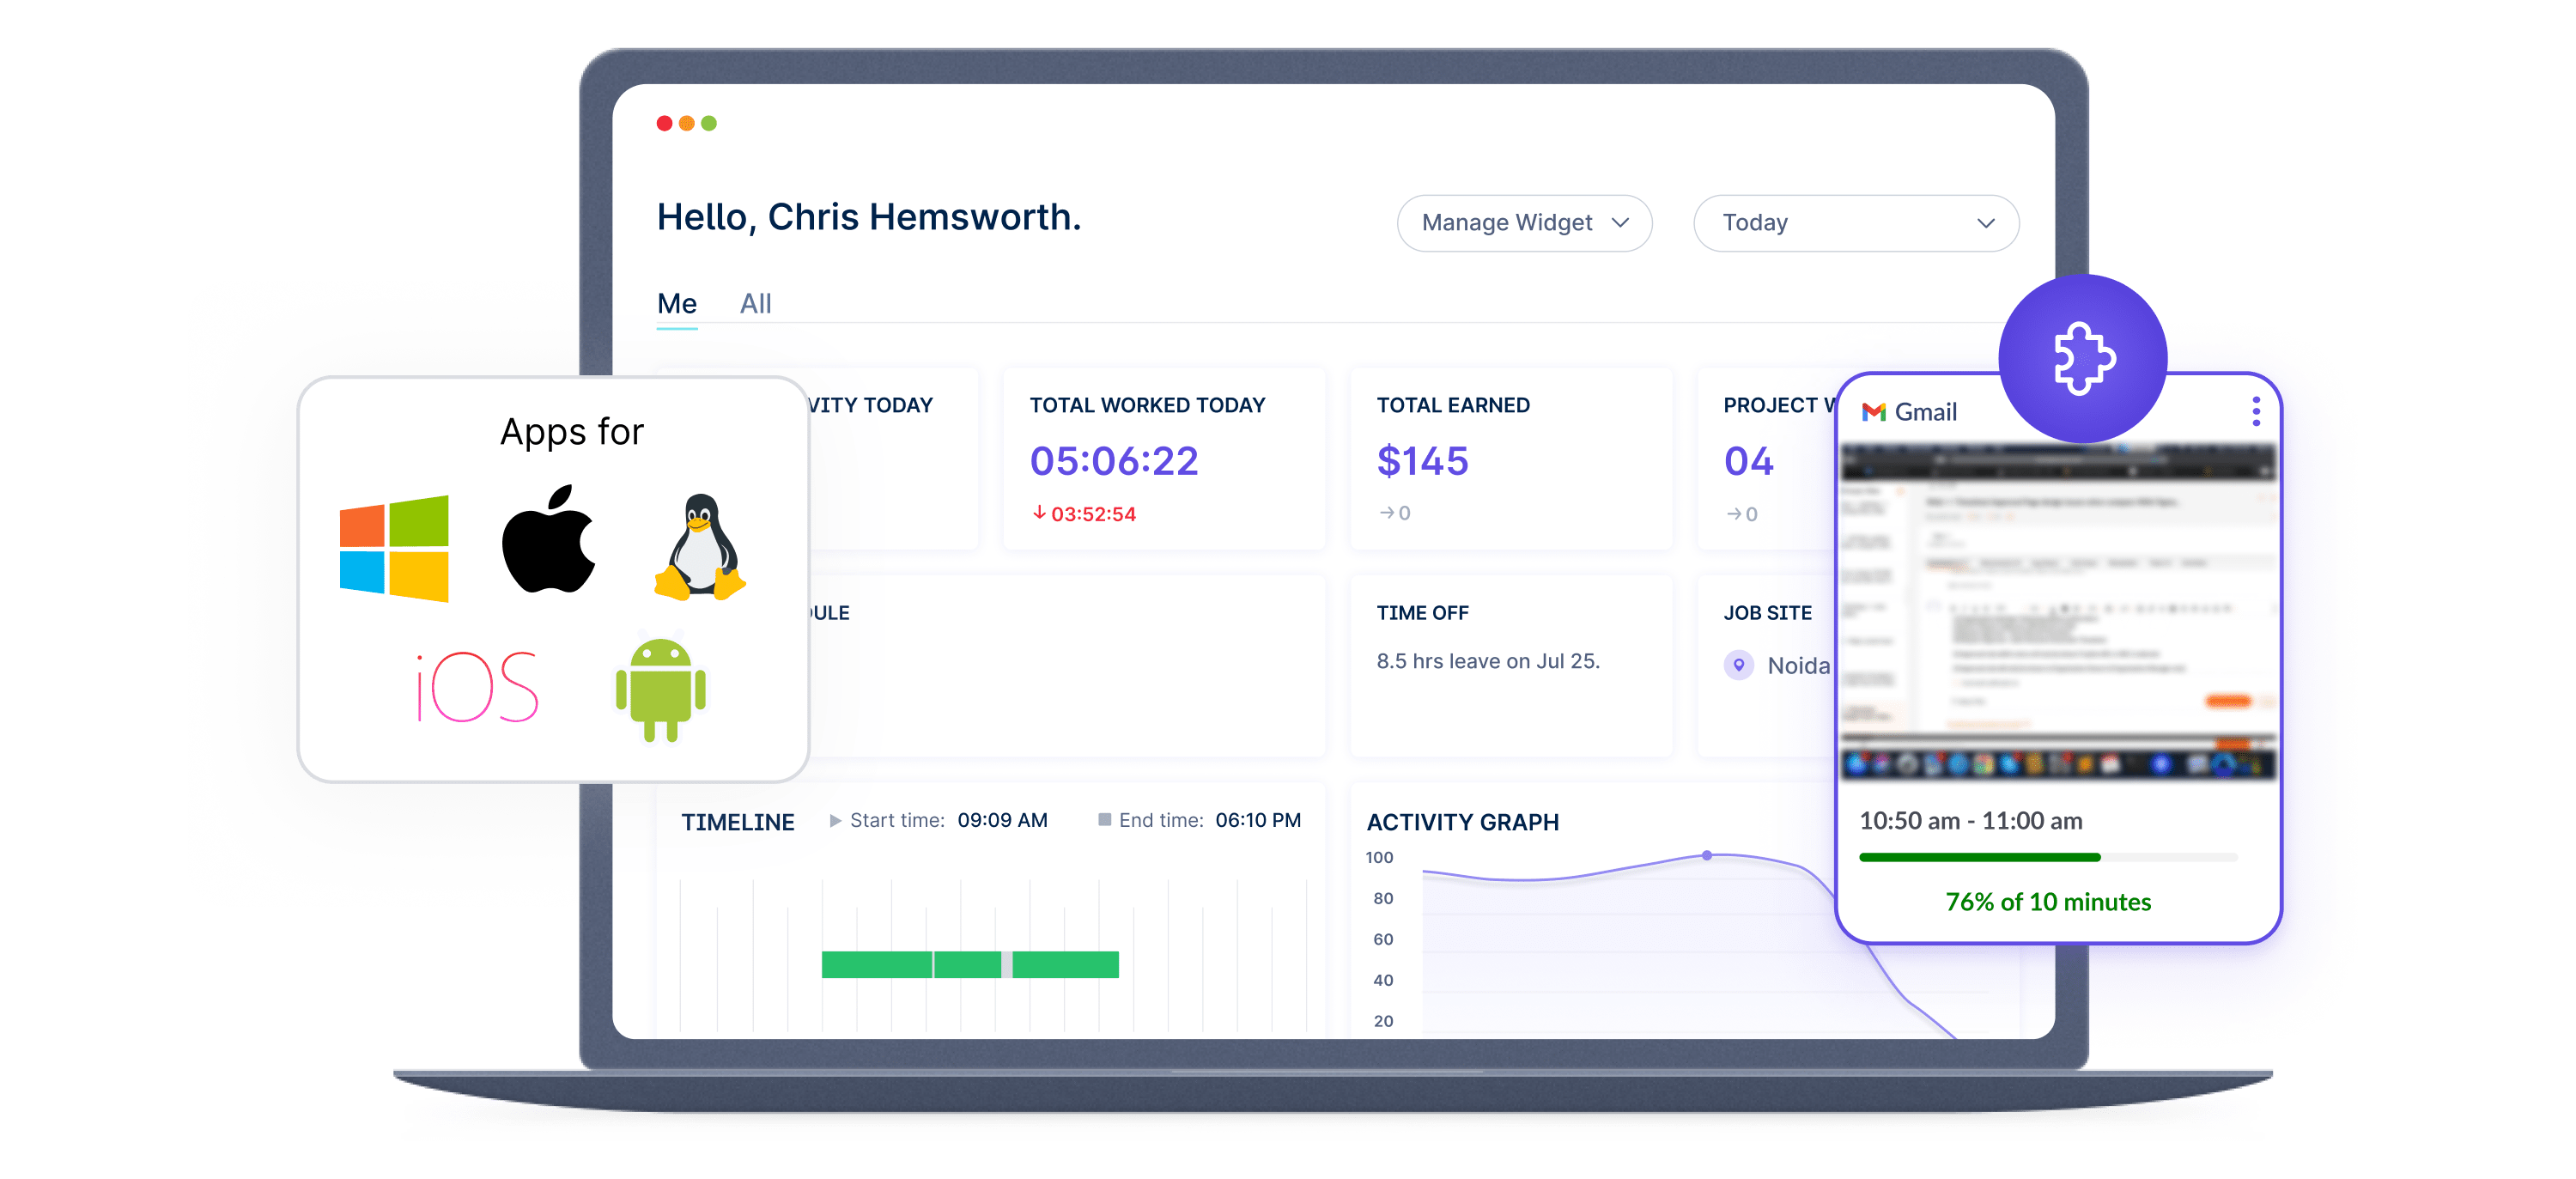 Hello, Chris Hemsworth.
Manage Widget
Today
Me
All
Apps for
iOS
VITY TODAY
TOTAL WORKED TODAY
05:06:22
03:52:54
TOTAL EARNED
$145
0
PROJECT W
04
0
Gmail
ULE
TIME OFF
8.5 hrs leave on Jul 25.
JOB SITE
Noida
TIMELINE
Start time: 09:09 AM
End time: 06:10 PM
ACTIVITY GRAPH
100
80
60
40
20
10:50 am - 11:00 am
76% of 10 minutes